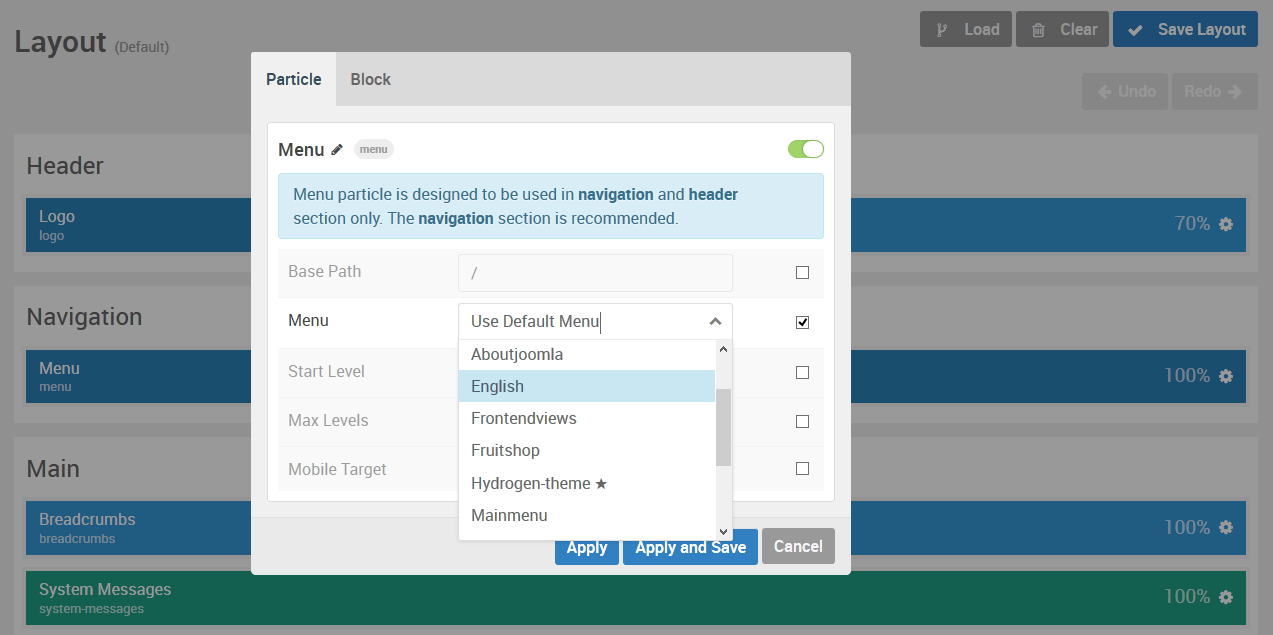 Layout (Default)
Load
Clear
Save Layout
Undo
Redo
Header
Logo
logo
70%
Navigation
Menu
menu
100%
Main
Breadcrumbs
breadcrumbs
100%
System Messages
system-messages
100%
Particle
Block
Menu menu
Menu particle is designed to be used in navigation and header
section only. The navigation section is recommended.
Base Path
/
Menu
Use Default Menu
Aboutjoomla
English
Frontendviews
Fruitshop
Hydrogen-theme ★
Mainmenu
Start Level
Max Levels
Mobile Target
Apply
Apply and Save
Cancel